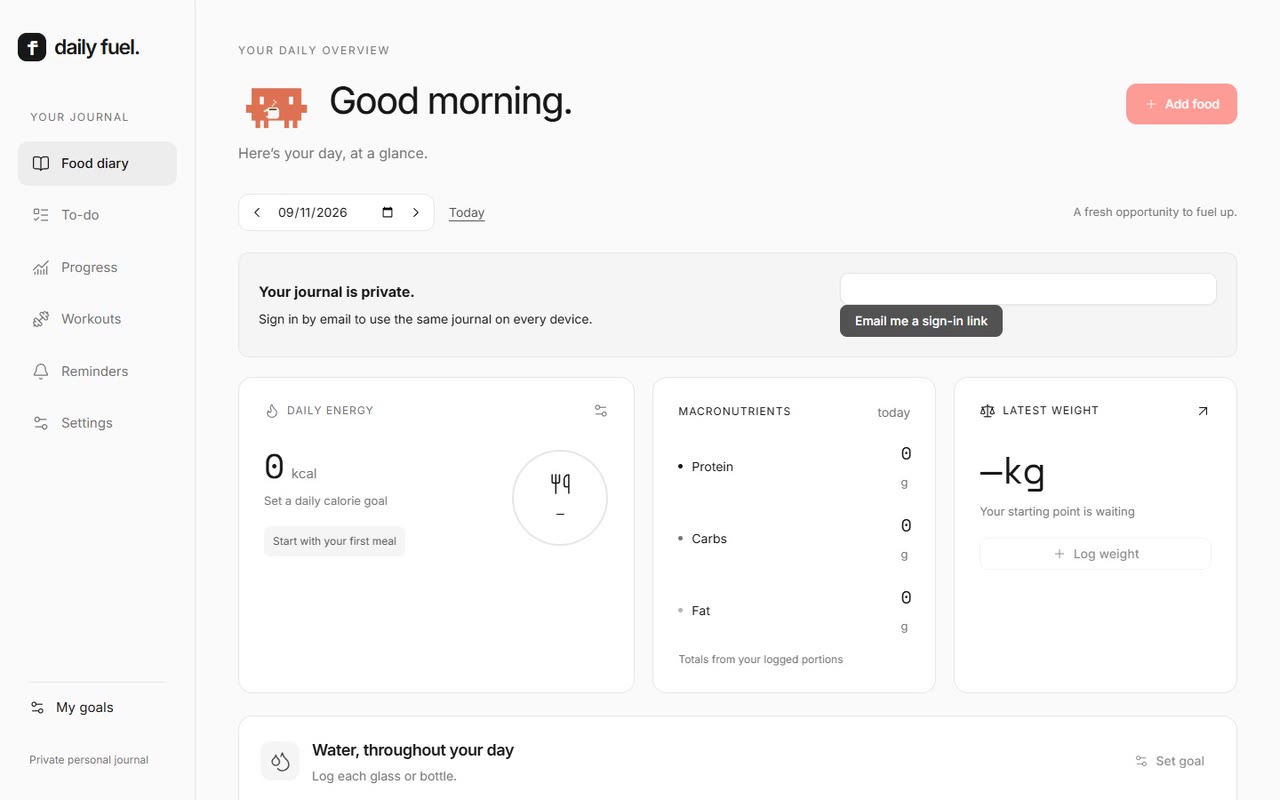 f daily fuel.
YOUR JOURNAL
Food diary
To-do
Progress
Workouts
Reminders
Settings
My goals
Private personal journal
YOUR DAILY OVERVIEW
Good morning.
+ Add food
Here’s your day, at a glance.
09/11/2026
Today
A fresh opportunity to fuel up.
Your journal is private.
Sign in by email to use the same journal on every device.
Email me a sign-in link
DAILY ENERGY
0 kcal
Set a daily calorie goal
Start with your first meal
–
MACRONUTRIENTS today
Protein 0 g
Carbs 0 g
Fat 0 g
Totals from your logged portions
LATEST WEIGHT
–kg
Your starting point is waiting
+ Log weight
Water, throughout your day
Log each glass or bottle.
Set goal